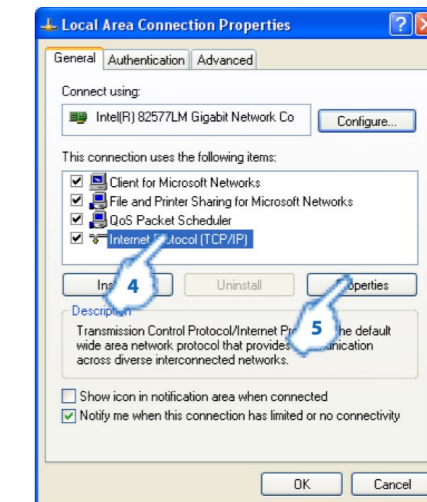 Local Area Connection Properties
General Authentication Advanced
Connect using:
Intel(R) 82577LM Gigabit Network Co Configure...
This connection uses the following items:
Client for Microsoft Networks
File and Printer Sharing for Microsoft Networks
QoS Packet Scheduler
Internet (TCP/IP)
4 Uninstall
5
Description
Transmission Control Protocol/Internet he default
wide area network protocol that provides
across diverse interconnected networks.
Show icon in notification area when connected
Notify me when this connection has limited or no connectivity
OK Cancel